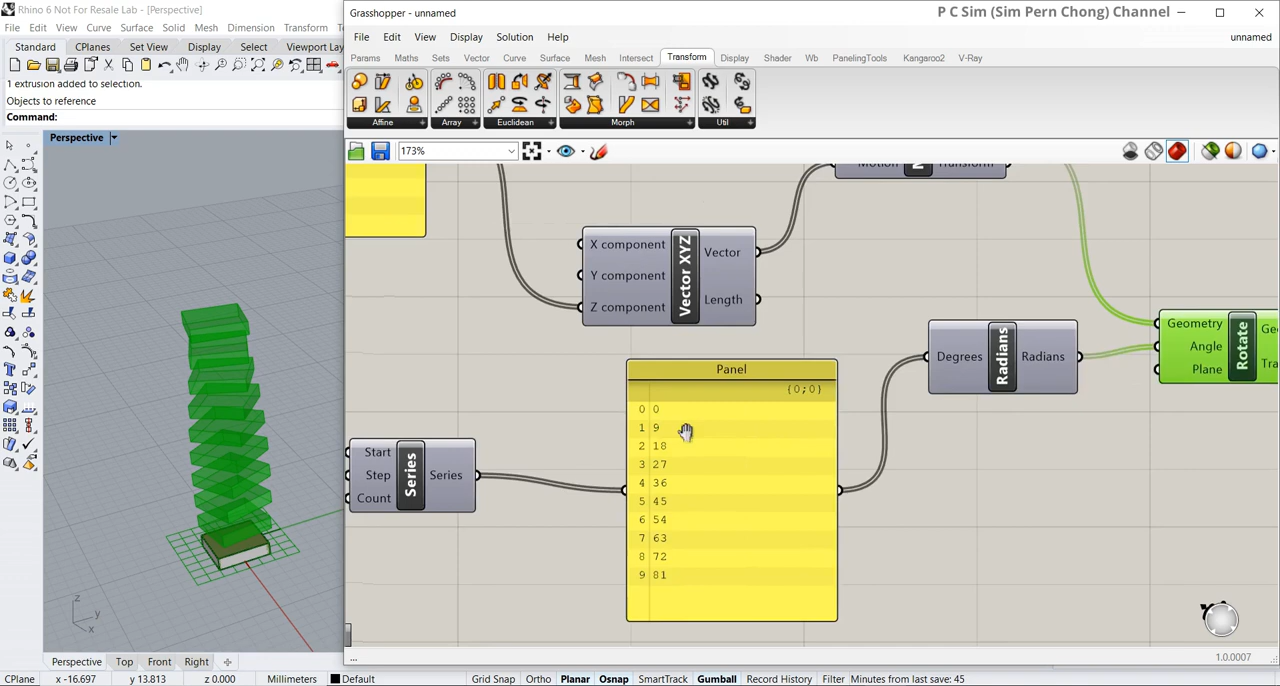 Rhino 6 Not For Resale Lab - [Perspective]
File Edit View Curve Surface Solid Mesh Dimension Transform
Standard CPlanes Set View Display Select Viewport Lay
1 extrusion added to selection.
Objects to reference
Command:
Perspective
z
y
x
Perspective Top Front Right
Grasshopper - unnamed
P C Sim (Sim Pern Chong) Channel
File Edit View Display Solution Help
unnamed
Params Maths Sets Vector Curve Surface Mesh Intersect Transform Display Shader Wb PanelingTools Kangaroo2 V-Ray
Affine Array Euclidean Morph Util
173%
Motion Transform
X component
Y component
Z component
Vector XYZ
Vector
Length
Panel
{0;0}
0 0
1 9
2 18
3 27
4 36
5 45
6 54
7 63
8 72
9 81
Start
Step
Count
Series
Series
Degrees
Radians
Radians
Geometry
Angle
Plane
Rotate
...
1.0.0007
CPlane x -16.697 y 13.813 z 0.000 Millimeters Default Grid Snap Ortho Planar Osnap SmartTrack Gumball Record History Filter Minutes from last save: 45